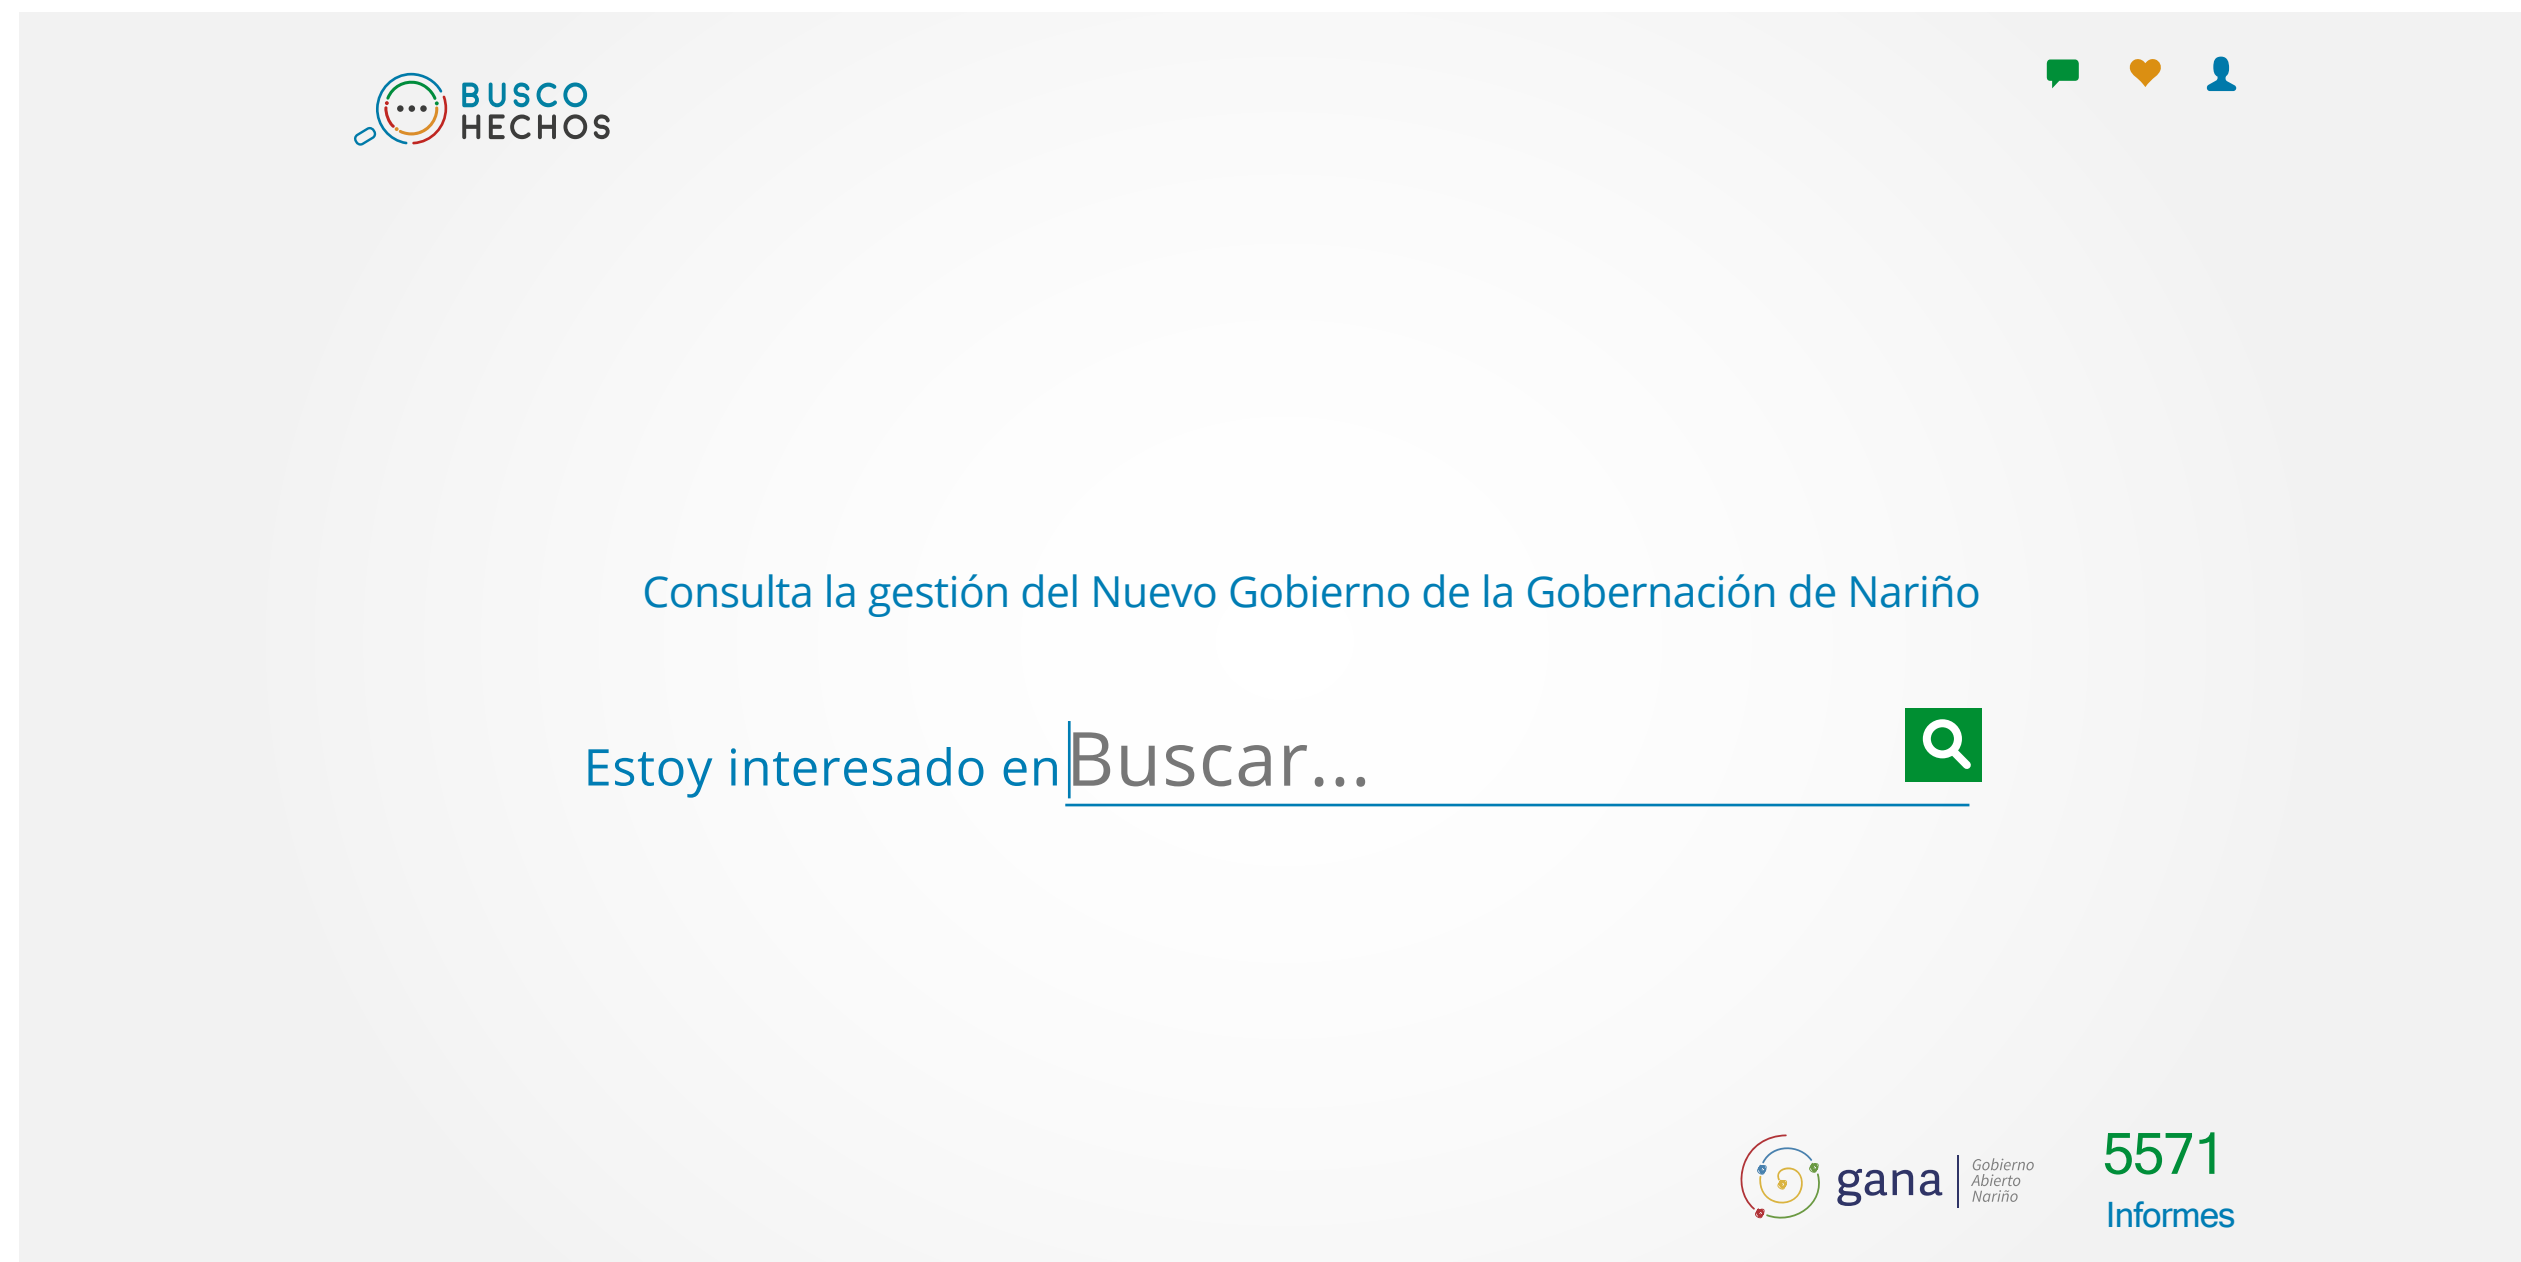 BUSCO
HECHOS
Consulta la gestión del Nuevo Gobierno de la Gobernación de Nariño
Estoy interesado en Buscar...
gana
Gobierno
Abierto
Nariño
5571
Informes